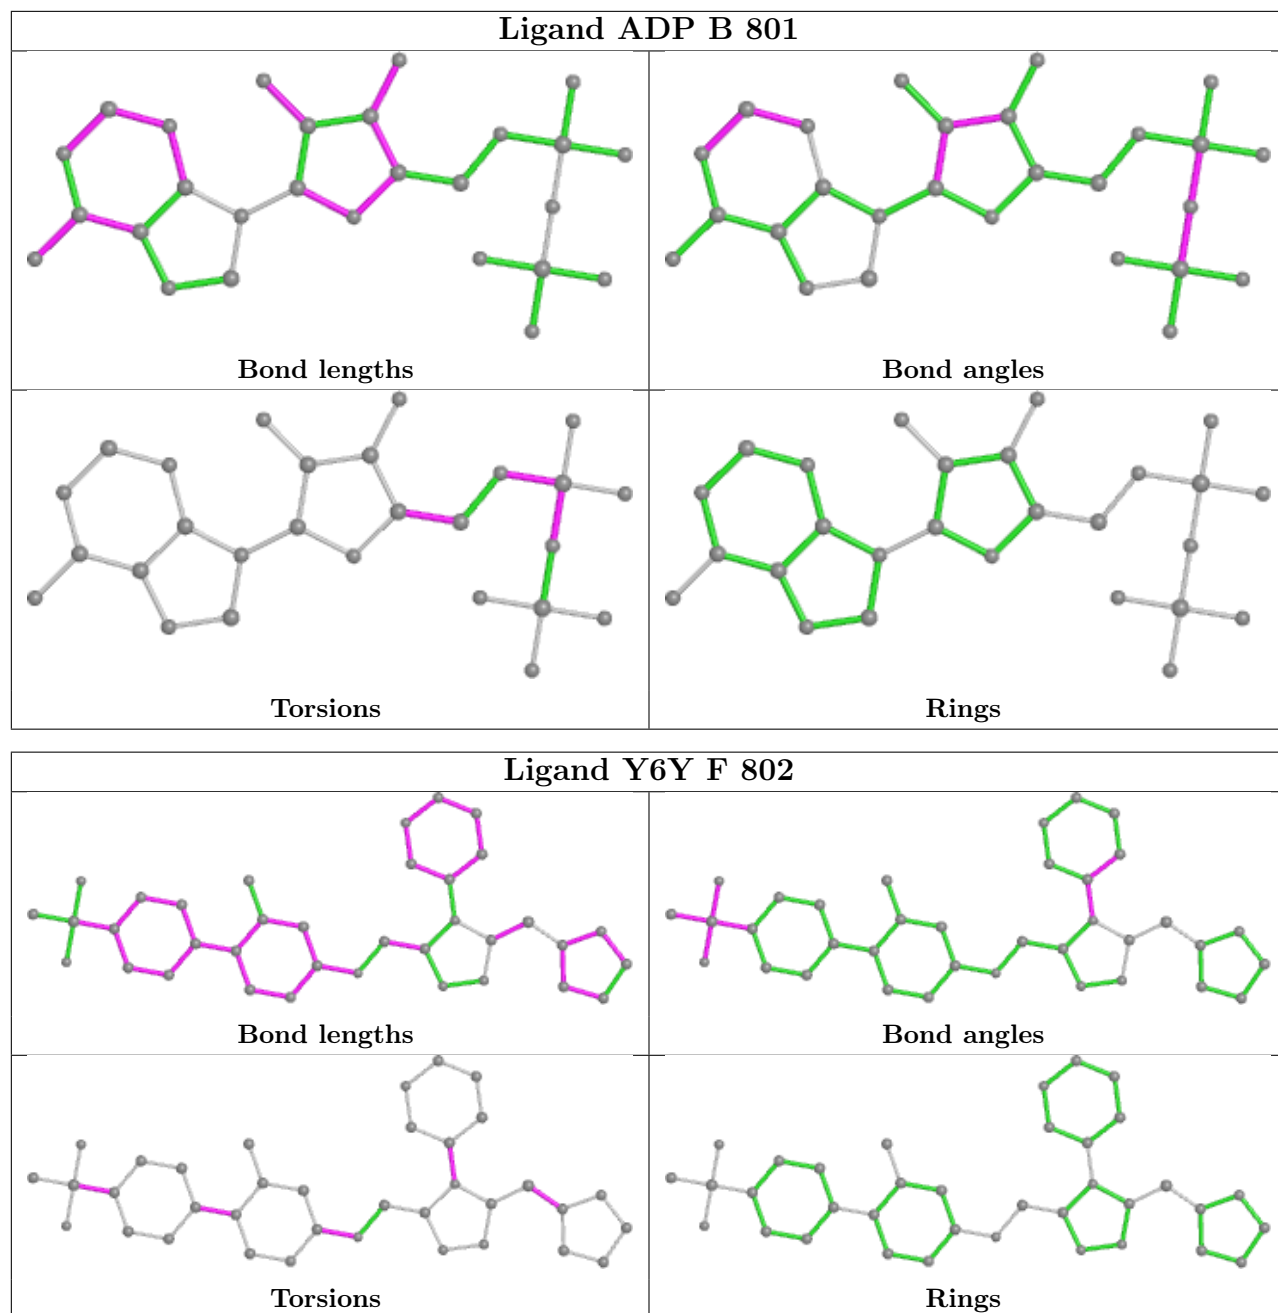 Ligand ADP B 801
Bond lengths
Bond angles
Torsions
Rings
Ligand Y6Y F 802
Bond lengths
Bond angles
Torsions
Rings